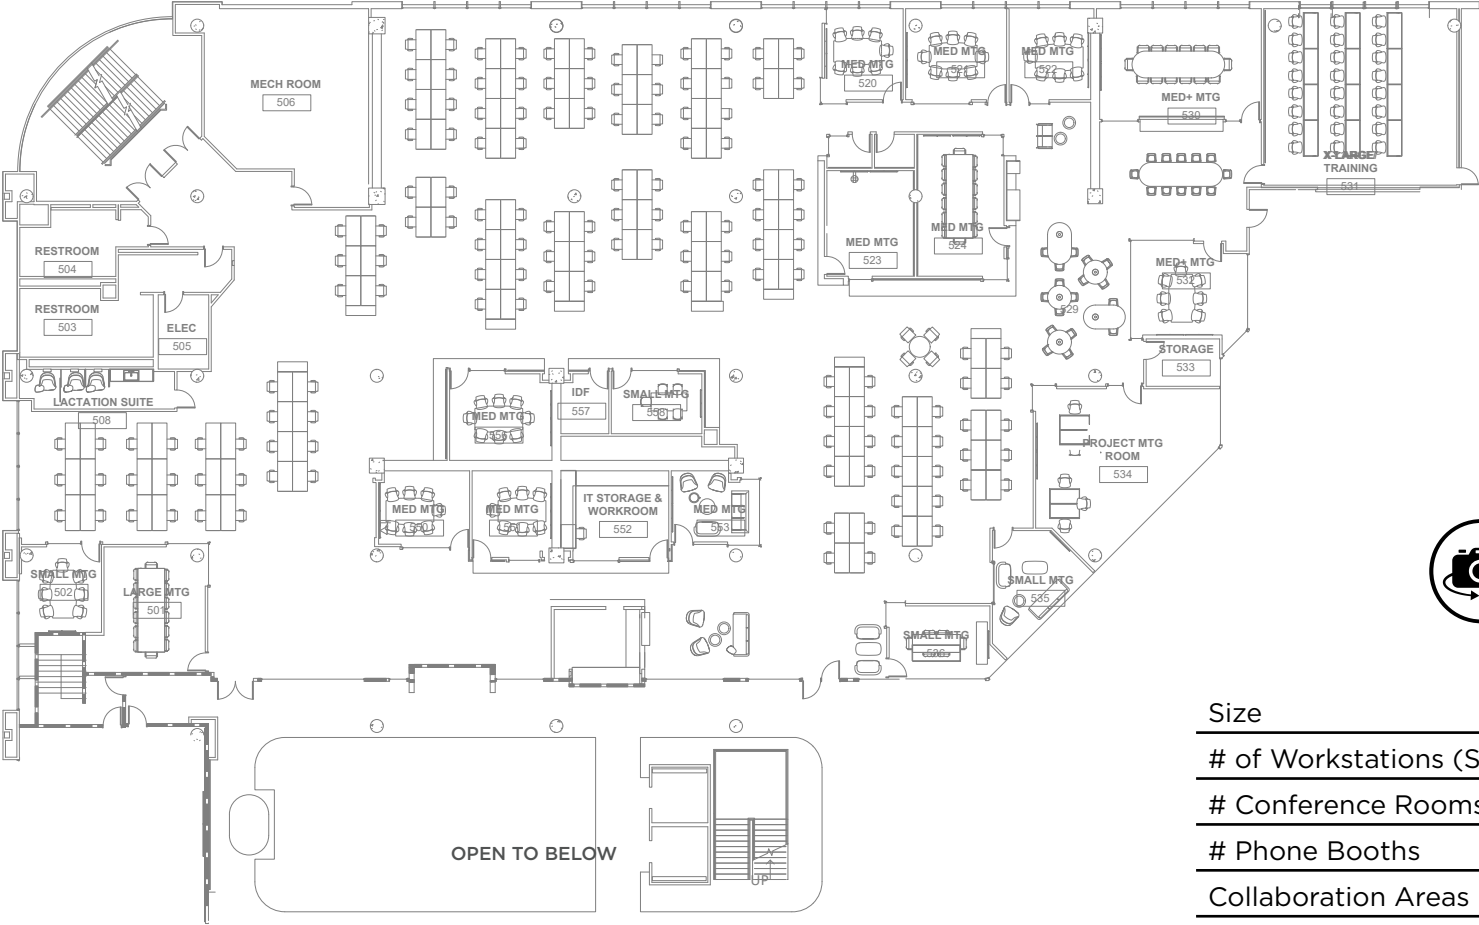 MECH ROOM
506
MED MTG
520
MED MTG
521
MED MTG
522
MED+ MTG
530
X-LARGE/
TRAINING
531
RESTROOM
504
RESTROOM
503
ELEC
505
MED MTG
523
MED MTG
524
MED+ MTG
532
529
STORAGE
533
LACTATION SUITE
508
MED MTG
IDF
557
SMALL MTG
558
PROJECT MTG
ROOM
534
MED MTG
550
MED MTG
551
IT STORAGE &
WORKROOM
552
MED MTG
553
SMALL MTG
502
LARGE MTG
501
SMALL MTG
535
SMALL MTG
536
OPEN TO BELOW
UP
Size
# of Workstations (S
# Conference Rooms
# Phone Booths
Collaboration Areas